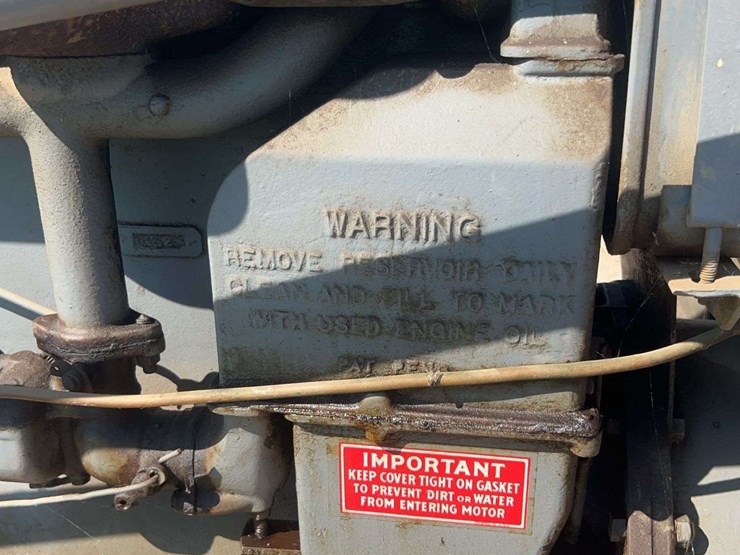 WARNING
REMOVE RESERVOIR DAILY
CLEAN AND FILL TO MARK
WITH USED ENGINE OIL
PAT PEND
IMPORTANT
KEEP COVER TIGHT ON GASKET
TO PREVENT DIRT OR WATER
FROM ENTERING MOTOR